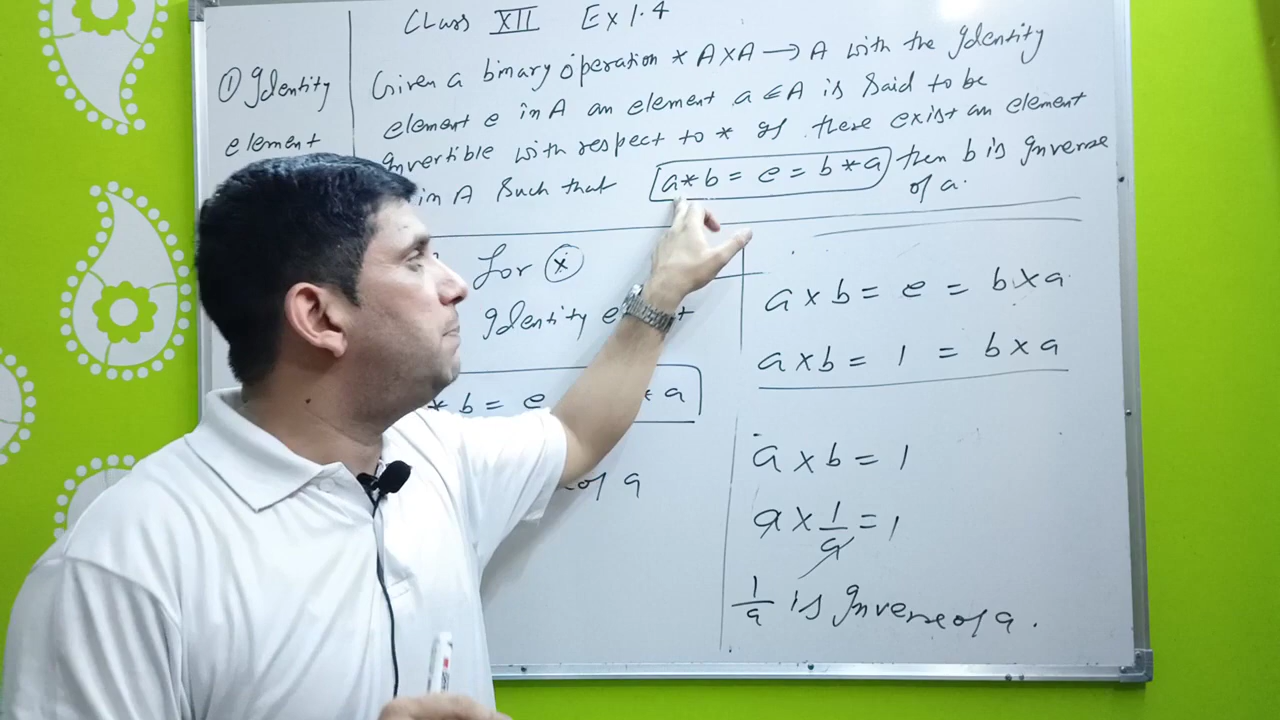 Class XII Ex 1.4
① Identity
element
Given a binary operation * A×A → A with the Identity
element e in A an element a ∈ A is said to be
Invertible with respect to * if there exist an element
in A such that a*b = e = b*a then b is Inverse
of a.
for ×
Identity
* b = e * a
of a
a × b = e = b × a
a × b = 1 = b × a
a × b = 1
a × 1/a = 1
1/a is Inverse of a.